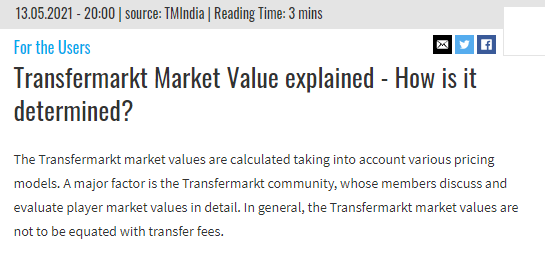 13.05.2021 - 20:00 | source: TMIndia | Reading Time: 3 mins
For the Users
Transfermarkt Market Value explained - How is it
determined?
The Transfermarkt market values are calculated taking into account various pricing
models. A major factor is the Transfermarkt community, whose members discuss and
evaluate player market values in detail. In general, the Transfermarkt market values are
not to be equated with transfer fees.